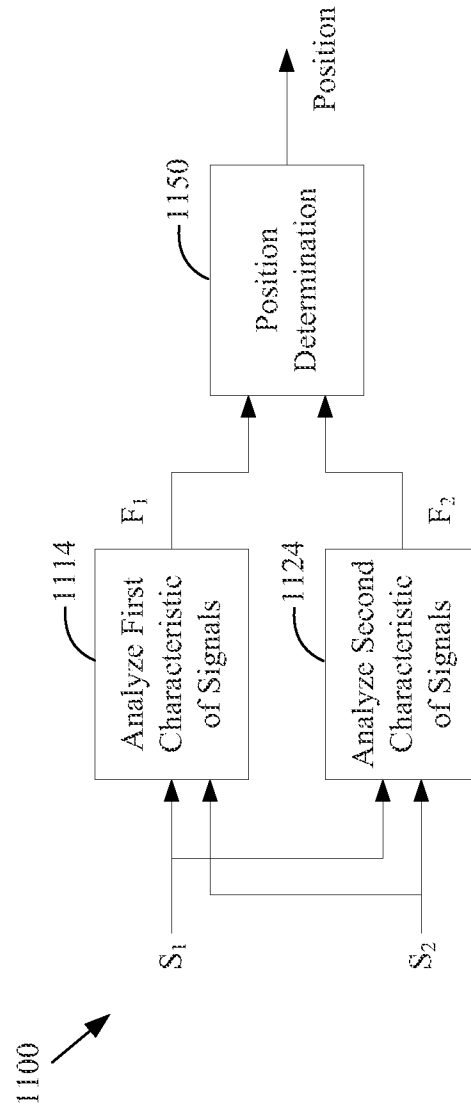 1100
S₁
S₂
1114
Analyze First
Characteristic
of Signals
F₁
1124
Analyze Second
Characteristic
of Signals
F₂
1150
Position
Determination
Position